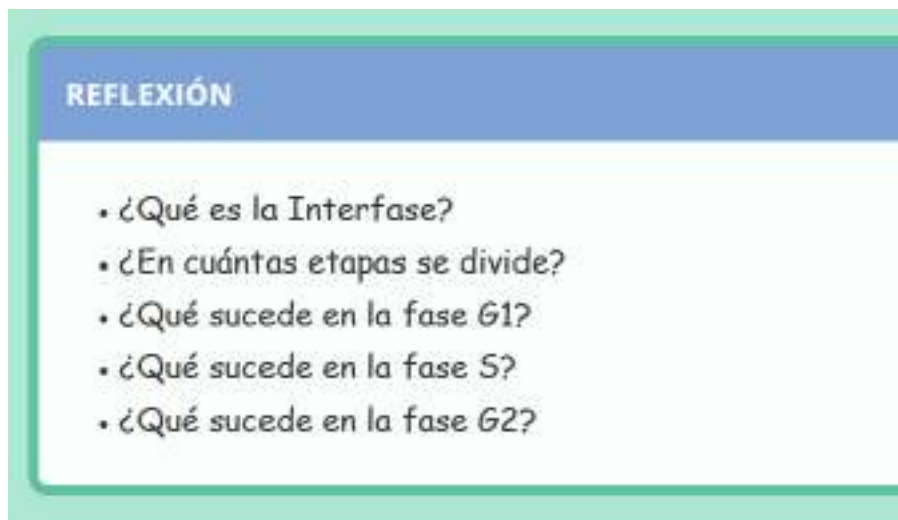 REFLEXIÓN
• ¿Qué es la Interfase?
• ¿En cuántas etapas se divide?
• ¿Qué sucede en la fase G1?
• ¿Qué sucede en la fase S?
• ¿Qué sucede en la fase G2?